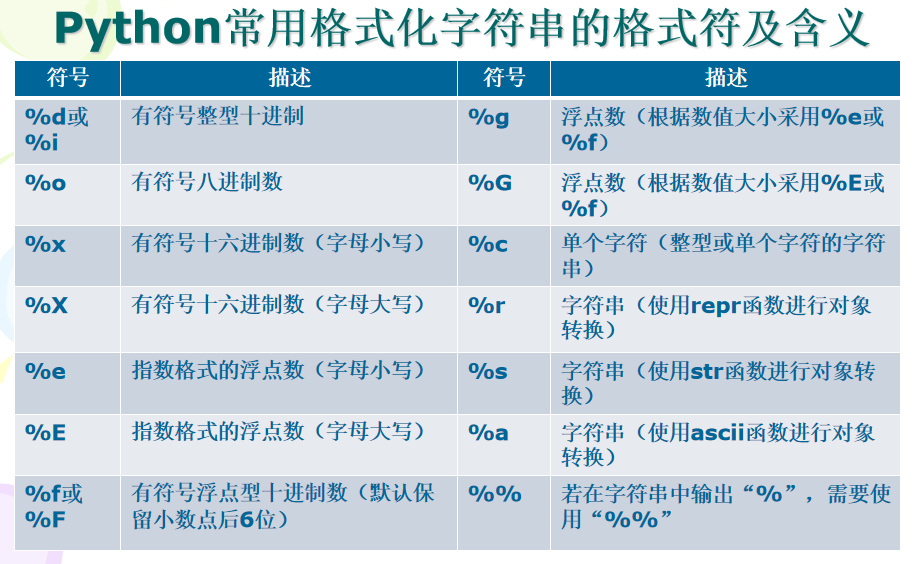 Python常用格式化字符串的格式符及含义
符号 描述 符号 描述
%d或 有符号整型十进制 %g 浮点数（根据数值大小采用%e或
%i %f）
%o 有符号八进制数 %G 浮点数（根据数值大小采用%E或
%f）
%x 有符号十六进制数（字母小写） %c 单个字符（整型或单个字符的字符
串）
%X 有符号十六进制数（字母大写） %r 字符串（使用repr函数进行对象
转换）
%e 指数格式的浮点数（字母小写） %s 字符串（使用str函数进行对象转
换）
%E 指数格式的浮点数（字母大写） %a 字符串（使用ascii函数进行对象
转换）
%f或 有符号浮点型十进制数（默认保 %% 若在字符串中输出“%”，需要使
%F 留小数点后6位） 用“%%”